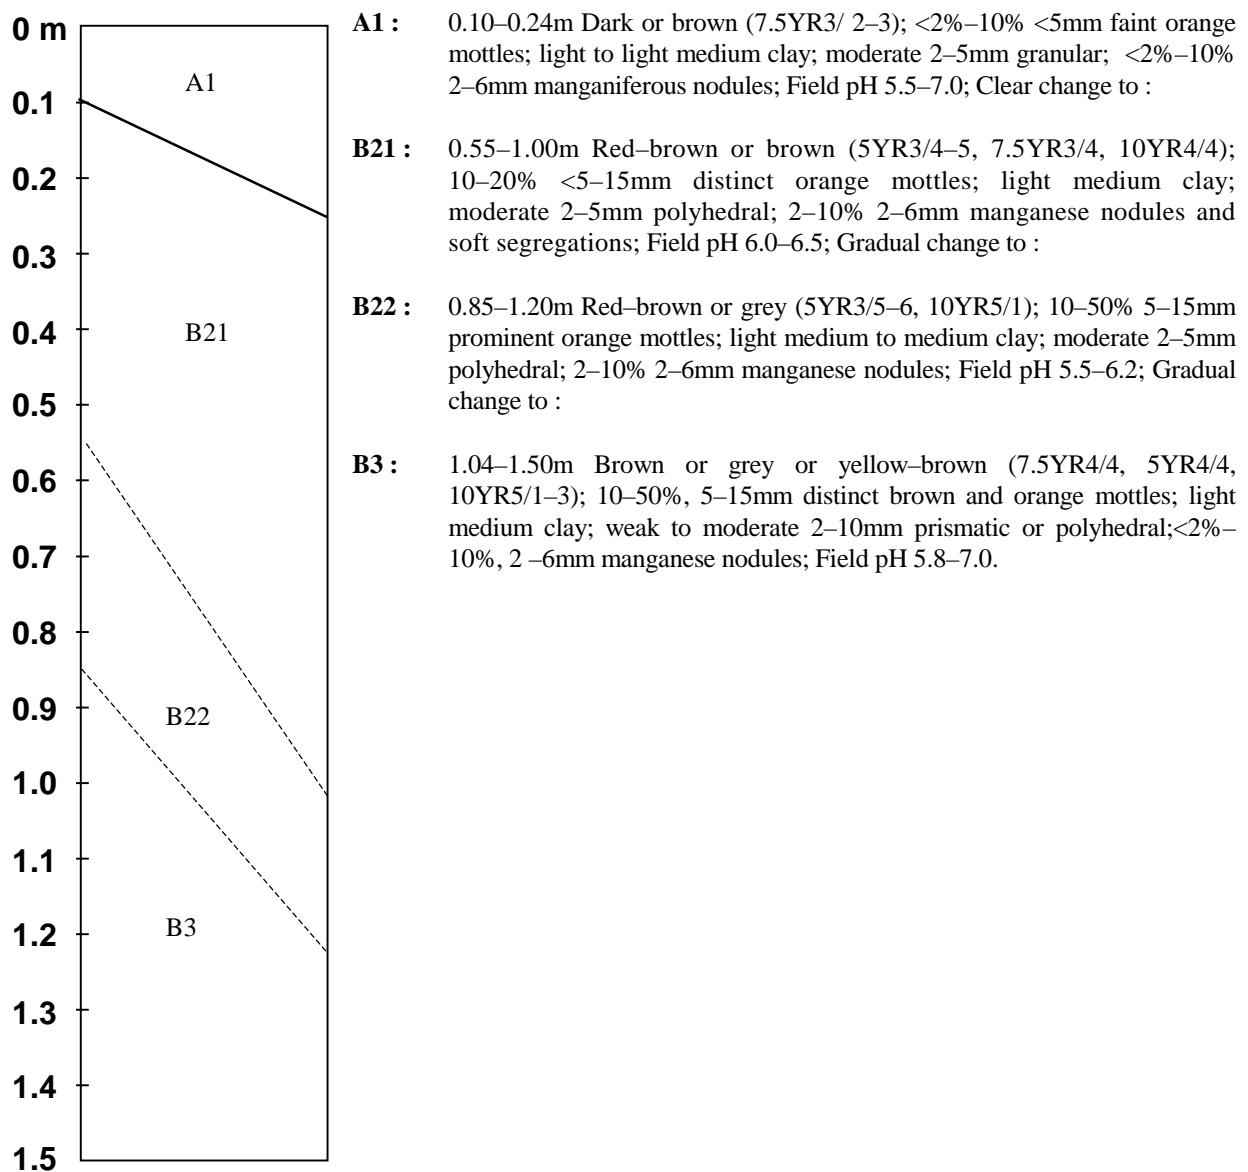 0 m
0.1
0.2
0.3
0.4
0.5
0.6
0.7
0.8
0.9
1.0
1.1
1.2
1.3
1.4
1.5
A1
B21
B22
B3
A1 : 0.10–0.24m Dark or brown (7.5YR3/ 2–3); <2%–10% <5mm faint orange
mottles; light to light medium clay; moderate 2–5mm granular; <2%–10%
2–6mm manganiferous nodules; Field pH 5.5–7.0; Clear change to :
B21 : 0.55–1.00m Red–brown or brown (5YR3/4–5, 7.5YR3/4, 10YR4/4);
10–20% <5–15mm distinct orange mottles; light medium clay;
moderate 2–5mm polyhedral; 2–10% 2–6mm manganese nodules and
soft segregations; Field pH 6.0–6.5; Gradual change to :
B22 : 0.85–1.20m Red–brown or grey (5YR3/5–6, 10YR5/1); 10–50% 5–15mm
prominent orange mottles; light medium to medium clay; moderate 2–5mm
polyhedral; 2–10% 2–6mm manganese nodules; Field pH 5.5–6.2; Gradual
change to :
B3 : 1.04–1.50m Brown or grey or yellow–brown (7.5YR4/4, 5YR4/4,
10YR5/1–3); 10–50%, 5–15mm distinct brown and orange mottles; light
medium clay; weak to moderate 2–10mm prismatic or polyhedral;<2%–
10%, 2 –6mm manganese nodules; Field pH 5.8–7.0.